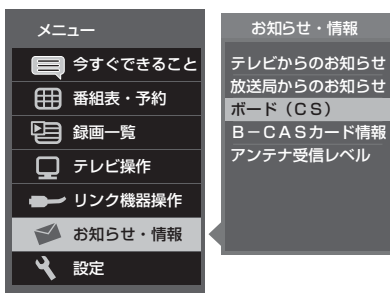 メニュー
今すぐできること
番組表・予約
録画一覧
テレビ操作
リンク機器操作
お知らせ・情報
設定
お知らせ・情報
テレビからのお知らせ
放送局からのお知らせ
ボード（CS）
B－CASカード情報
アンテナ受信レベル